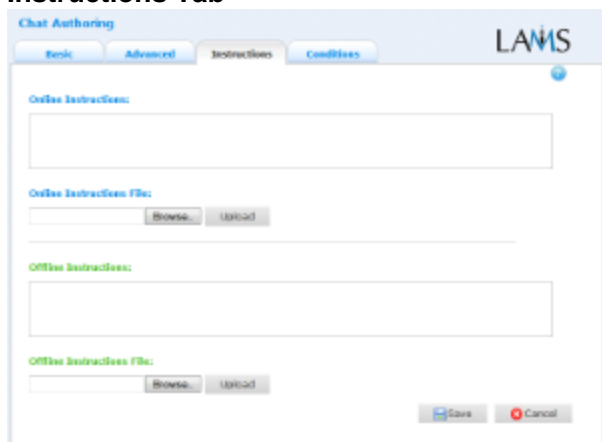 Instructions Tab
Chat Authoring
LAMS
Basic Advanced Instructions Conditions
?
Online Instructions:
Online Instructions File:
Browse.. Upload
Offline Instructions:
Offline Instructions File:
Browse.. Upload
Save Cancel